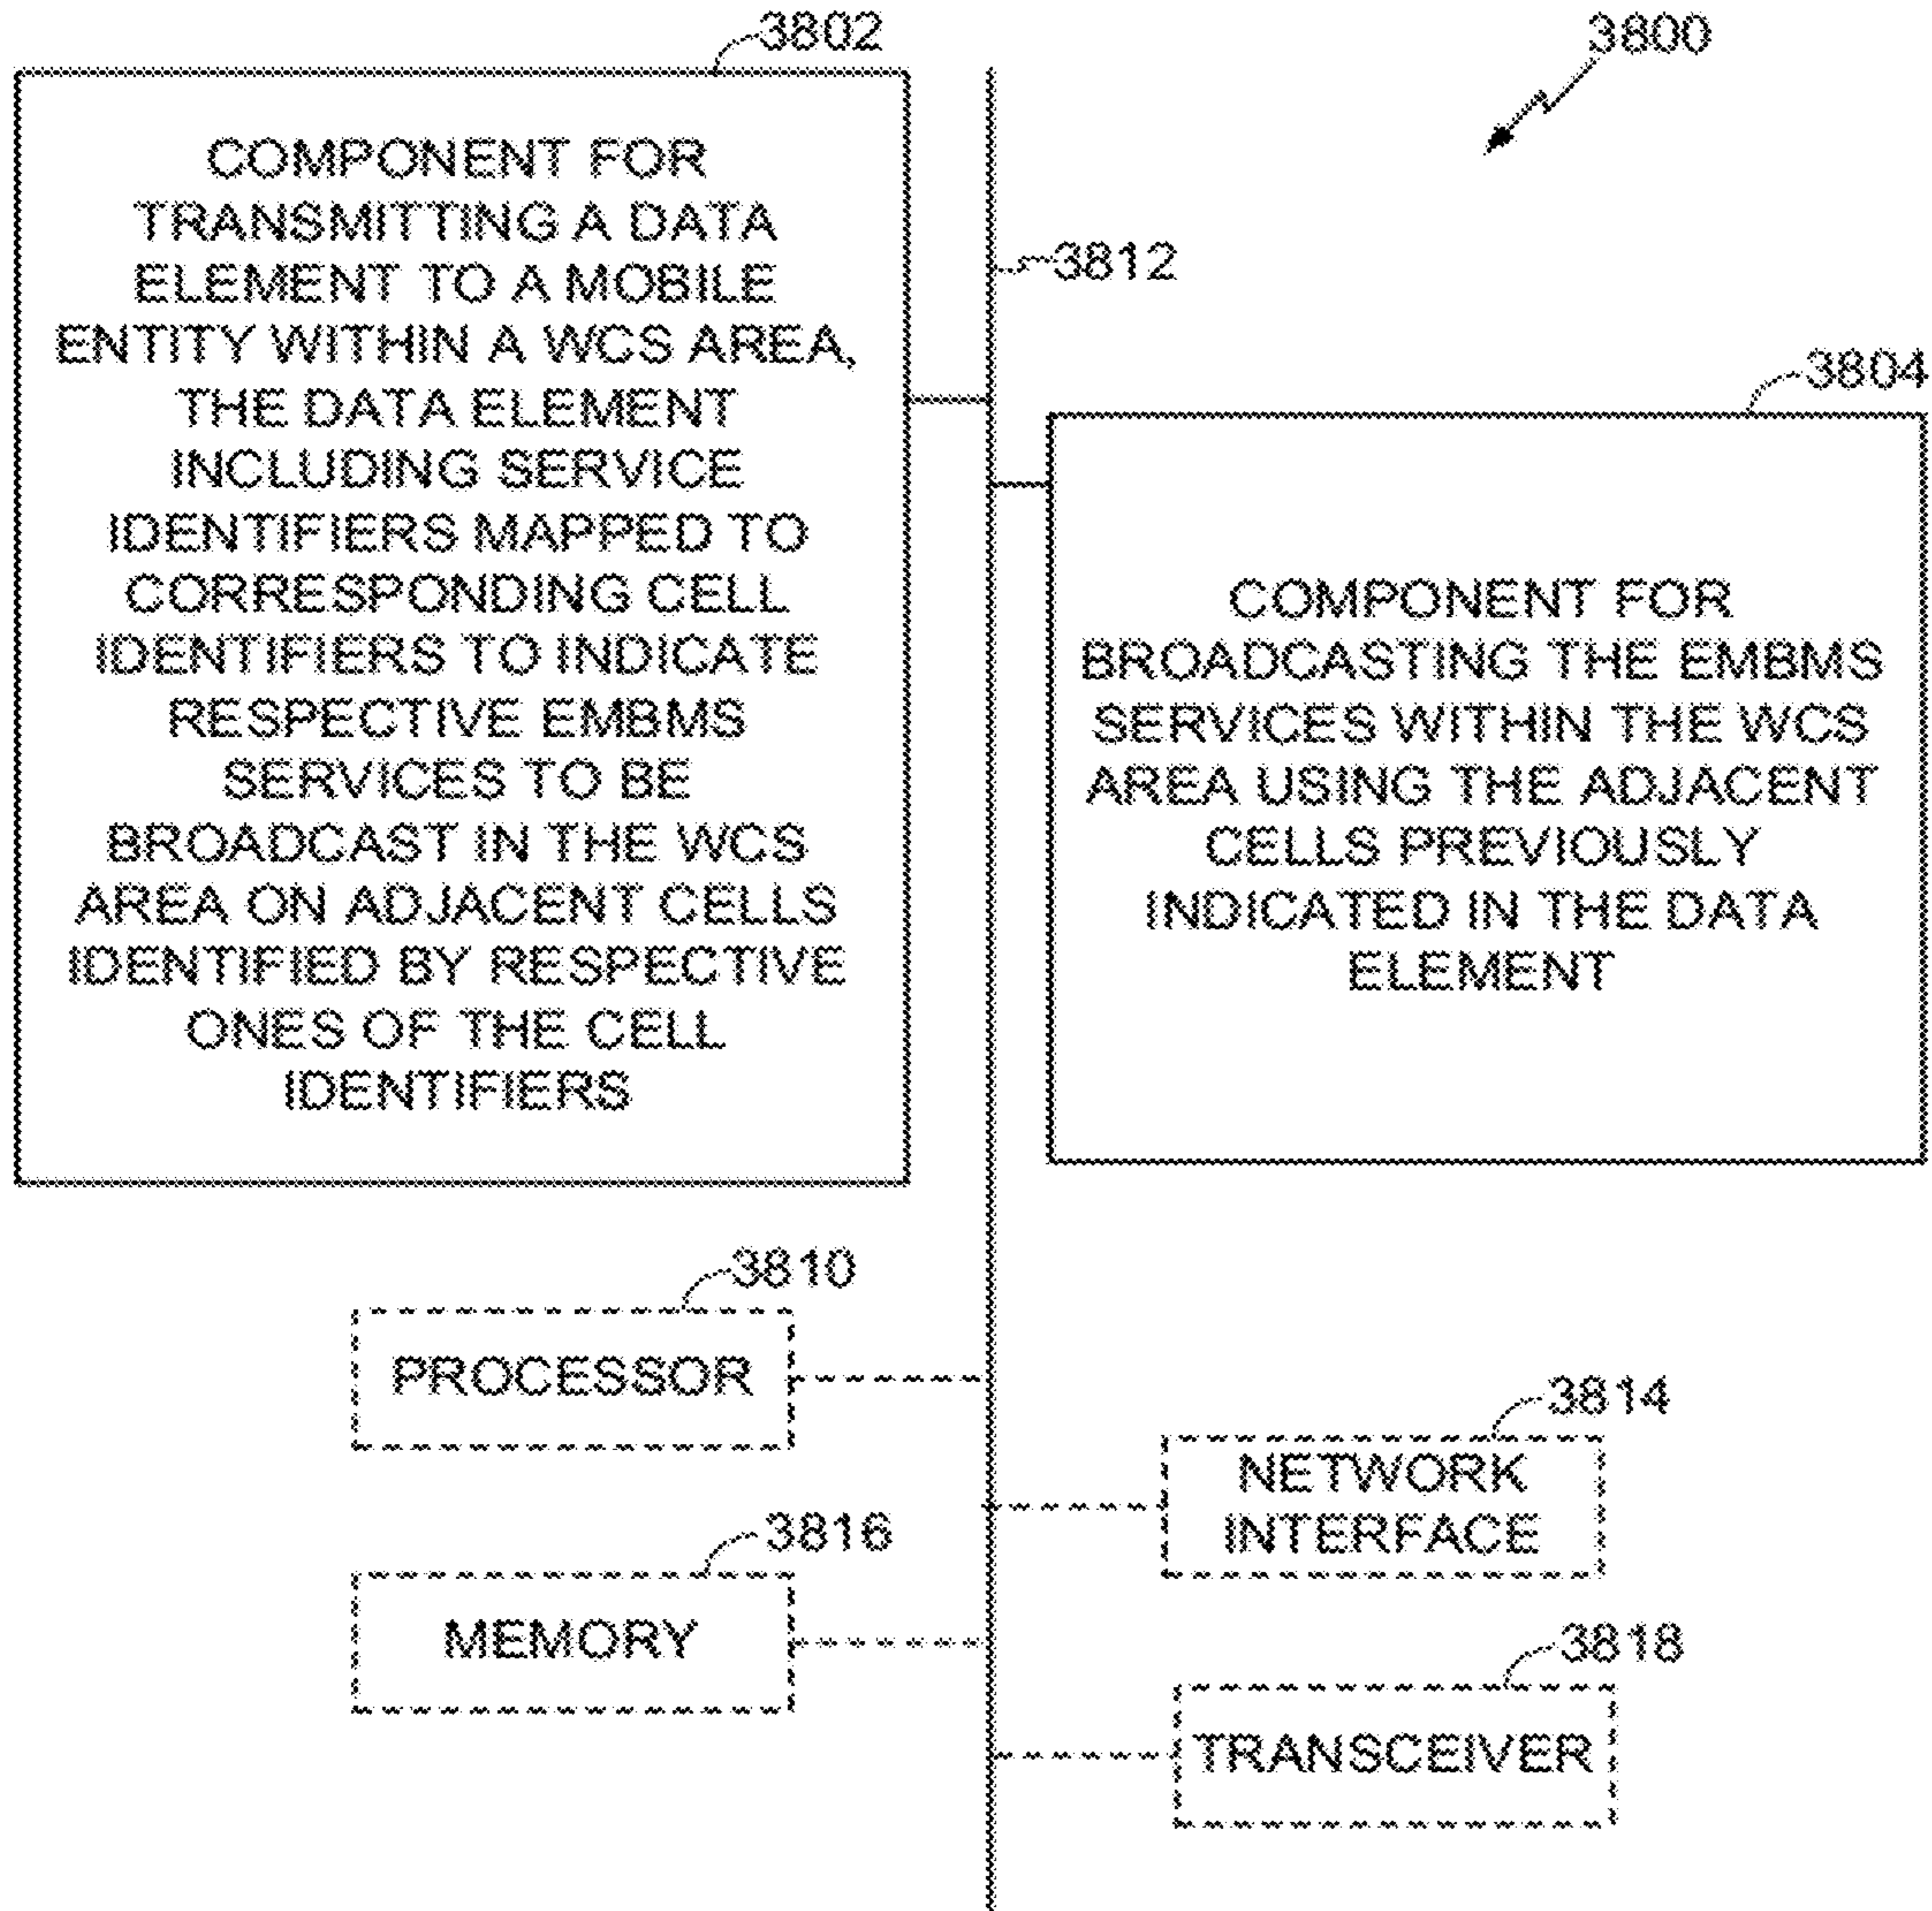 3802
3800
COMPONENT FOR
TRANSMITTING A DATA
ELEMENT TO A MOBILE
ENTITY WITHIN A WCS AREA,
THE DATA ELEMENT
INCLUDING SERVICE
IDENTIFIERS MAPPED TO
CORRESPONDING CELL
IDENTIFIERS TO INDICATE
RESPECTIVE EMBMS
SERVICES TO BE
BROADCAST IN THE WCS
AREA ON ADJACENT CELLS
IDENTIFIED BY RESPECTIVE
ONES OF THE CELL
IDENTIFIERS
3812
3804
COMPONENT FOR
BROADCASTING THE EMBMS
SERVICES WITHIN THE WCS
AREA USING THE ADJACENT
CELLS PREVIOUSLY
INDICATED IN THE DATA
ELEMENT
3810
PROCESSOR
3814
NETWORK
INTERFACE
3816
MEMORY
3818
TRANSCEIVER